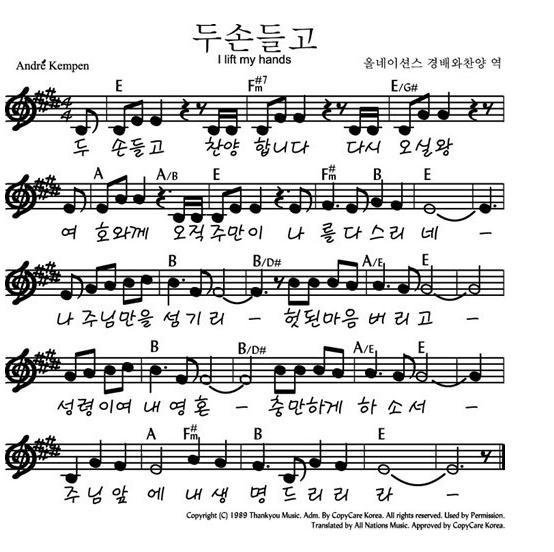 두손들고
I lift my hands
André Kempen
올네이션스 경배와찬양 역
E F#m7 E/G#
두 손들고 찬양 합니다 다시 오실왕
A A/B E F#m B E
여 호와께 오직주만이 나 를다스리 네 -
B B/D# A/E E
나 주님만을 섬기리 - 헛된마음 버리고 -
B B/D# A/E E
성령이여 내 영혼 - 충만하게 하 소서 -
A F#m B E
주님앞 에 내생 명드리리 라 -
Copyright (C) 1989 Thankyou Music. Adm. By CopyCare Korea. All rights reserved. Used by Permission.
Translated by All Nations Music. Approved by CopyCare Korea.